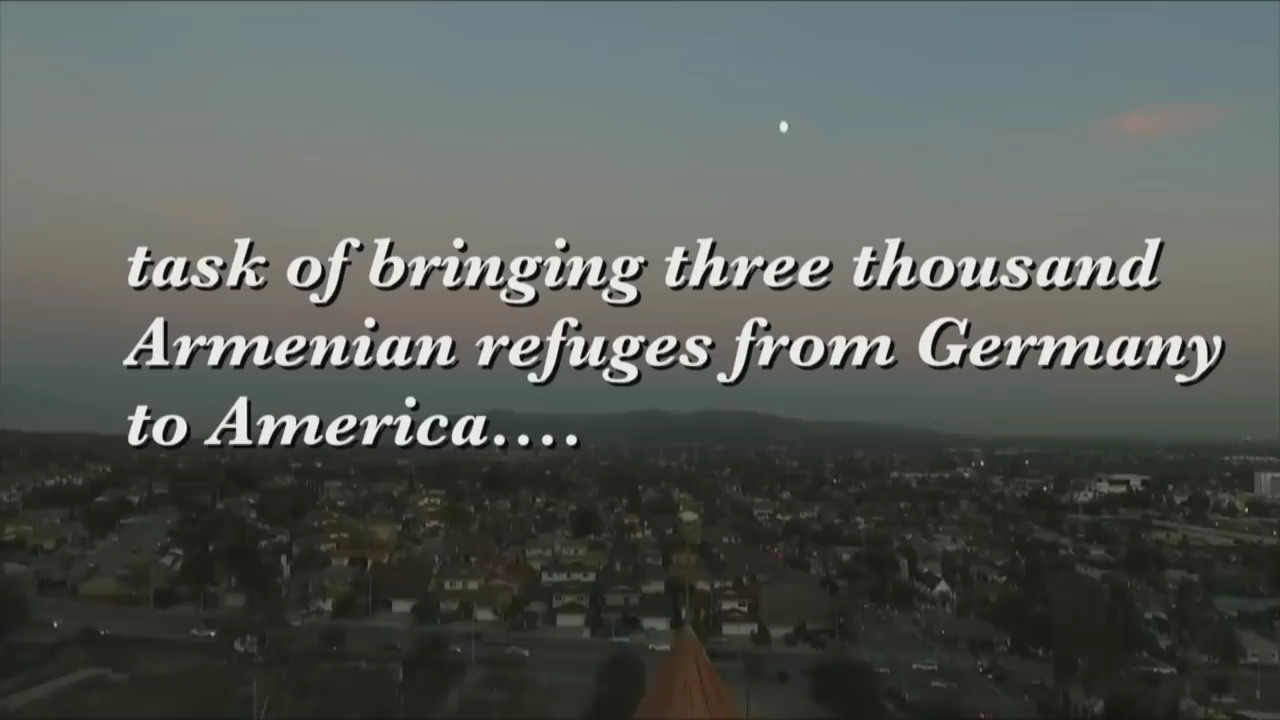 task of bringing three thousand
Armenian refuges from Germany
to America....